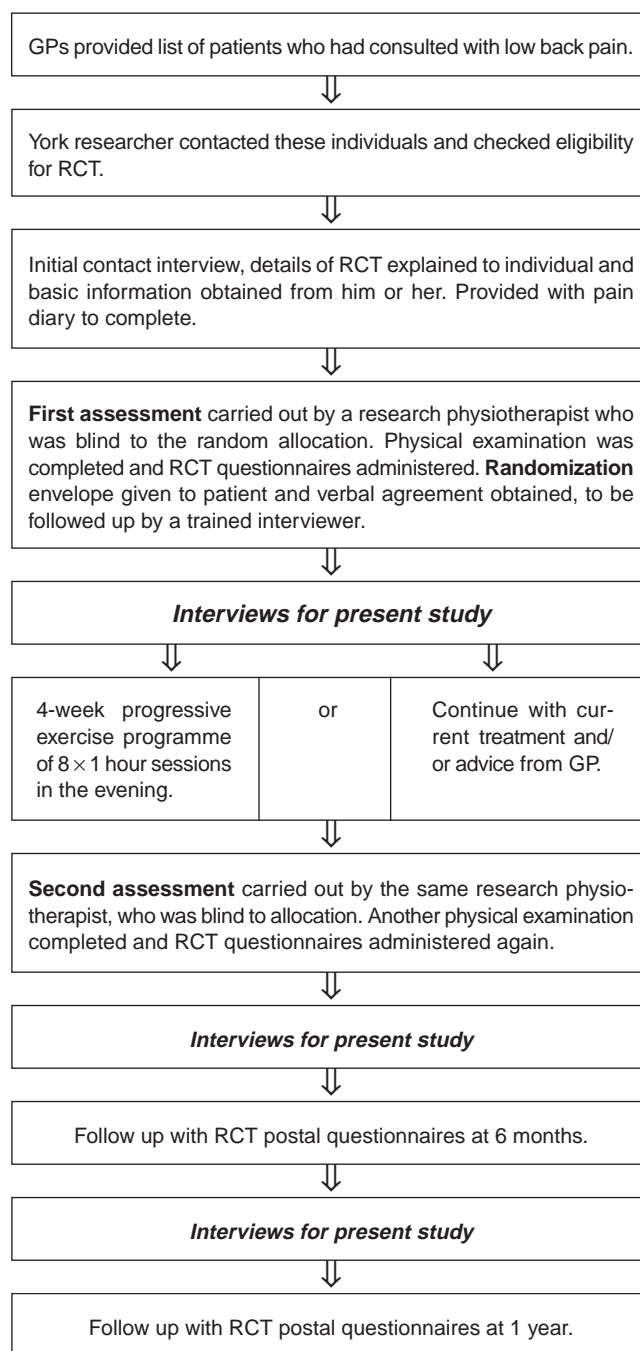 GPs provided list of patients who had consulted with low back pain.
York researcher contacted these individuals and checked eligibility
for RCT.
Initial contact interview, details of RCT explained to individual and
basic information obtained from him or her. Provided with pain
diary to complete.
First assessment carried out by a research physiotherapist who
was blind to the random allocation. Physical examination was
completed and RCT questionnaires administered. Randomization
envelope given to patient and verbal agreement obtained, to be
followed up by a trained interviewer.
Interviews for present study
4-week progressive
exercise programme
of 8 × 1 hour sessions
in the evening.
or
Continue with cur-
rent treatment and/
or advice from GP.
Second assessment carried out by the same research physio-
therapist, who was blind to allocation. Another physical examination
completed and RCT questionnaires administered again.
Interviews for present study
Follow up with RCT postal questionnaires at 6 months.
Interviews for present study
Follow up with RCT postal questionnaires at 1 year.